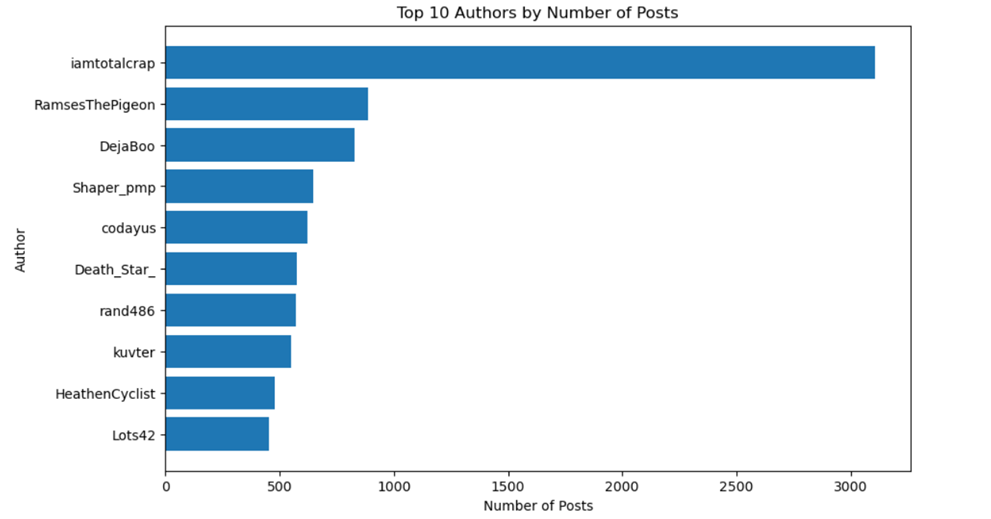 Top 10 Authors by Number of Posts
Author
iamtotalcrap
RamsesThePigeon
DejaBoo
Shaper_pmp
codayus
Death_Star_
rand486
kuvter
HeathenCyclist
Lots42
0 500 1000 1500 2000 2500 3000
Number of Posts